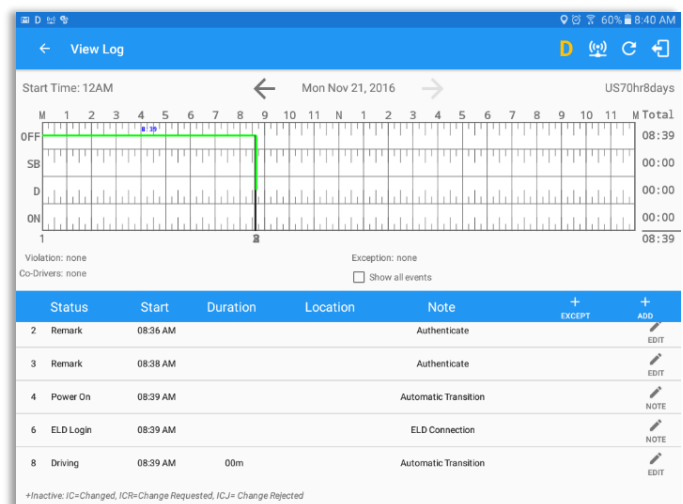 D 60% 8:40 AM
View Log D
Start Time: 12AM Mon Nov 21, 2016 US70hr8days
M 1 2 3 4 5 6 7 8 9 10 11 N 1 2 3 4 5 6 7 8 9 10 11 M Total
OFF 8:39 08:39
SB 00:00
D 00:00
ON 00:00
1 08:39
Violation: none Exception: none
Co-Drivers: none Show all events
Status Start Duration Location Note + EXCEPT + ADD
2 Remark 08:36 AM Authenticate EDIT
3 Remark 08:38 AM Authenticate EDIT
4 Power On 08:39 AM Automatic Transition NOTE
6 ELD Login 08:39 AM ELD Connection NOTE
8 Driving 08:39 AM 00m Automatic Transition EDIT
+Inactive: IC=Changed, ICR=Change Requested, ICJ= Change Rejected